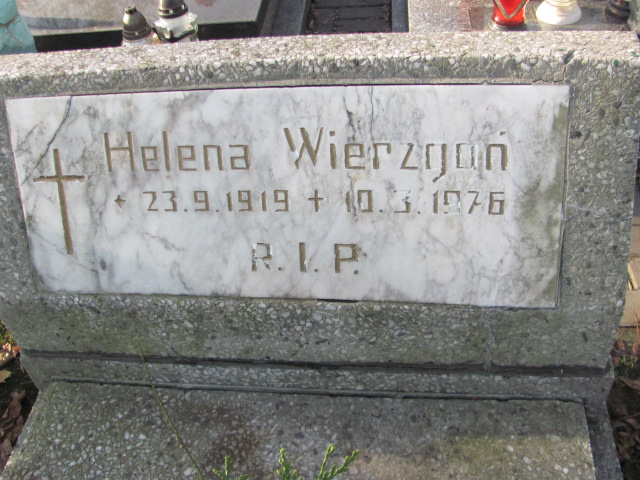 Helena Wierzgoń
* 23.9.1919 + 10.3.1976
R.I.P.